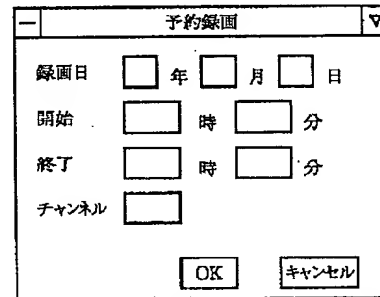 予約録画
録画日 年 月 日
開始 時 分
終了 時 分
チャンネル
OK キャンセル